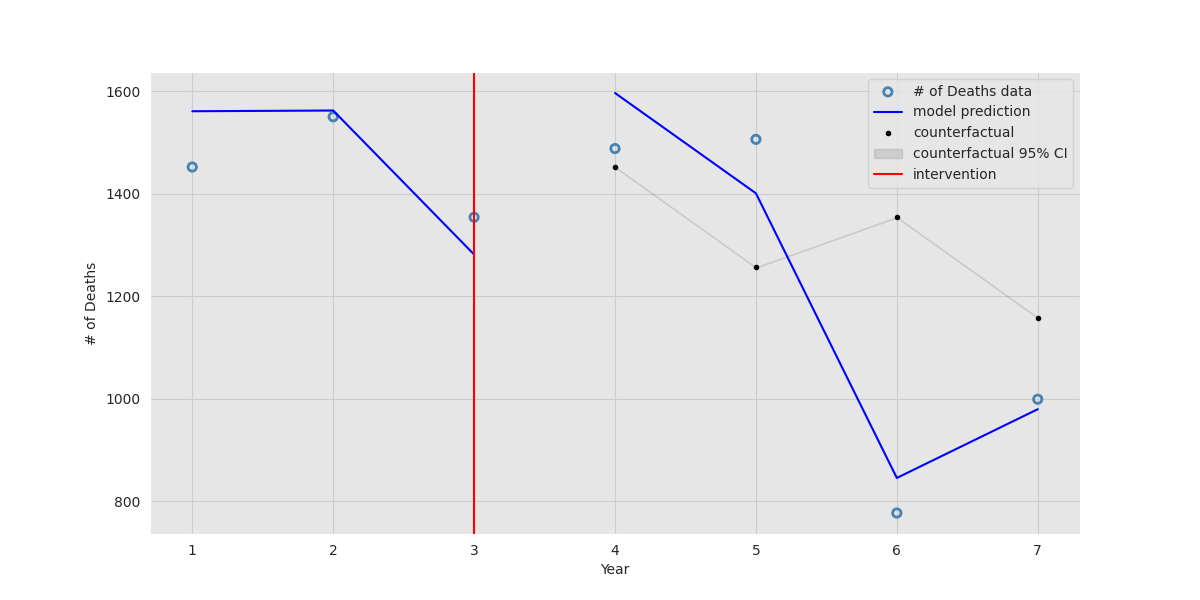 1600
1400
1200
1000
800
# of Deaths
1
2
3
4
5
6
7
Year
# of Deaths data
model prediction
counterfactual
counterfactual 95% CI
intervention